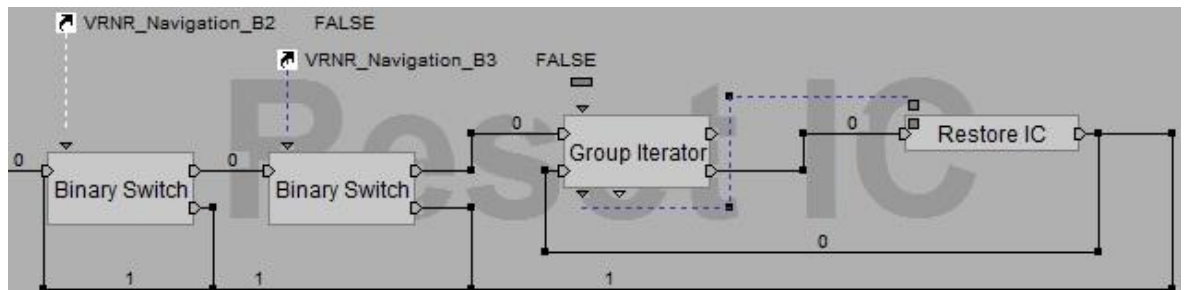 VRNR_Navigation_B2 FALSE
VRNR_Navigation_B3 FALSE
Reset IC
0 0 0 0
Binary Switch Binary Switch Group Iterator Restore IC
0
1 1 1